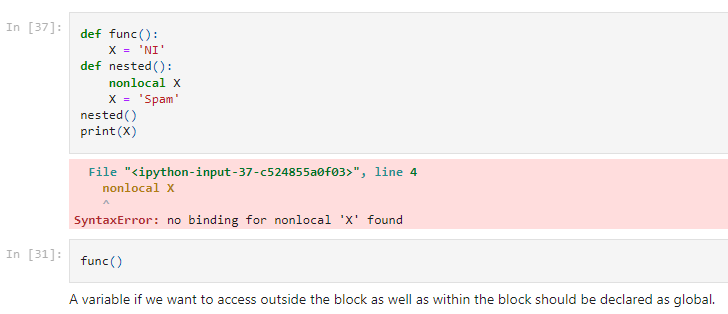 In [37]:
def func():
    X = 'NI'
def nested():
    nonlocal X
    X = 'Spam'
nested()
print(X)
File "<ipython-input-37-c524855a0f03>", line 4
    nonlocal X
    ^
SyntaxError: no binding for nonlocal 'X' found
In [31]:
func()
A variable if we want to access outside the block as well as within the block should be declared as global.